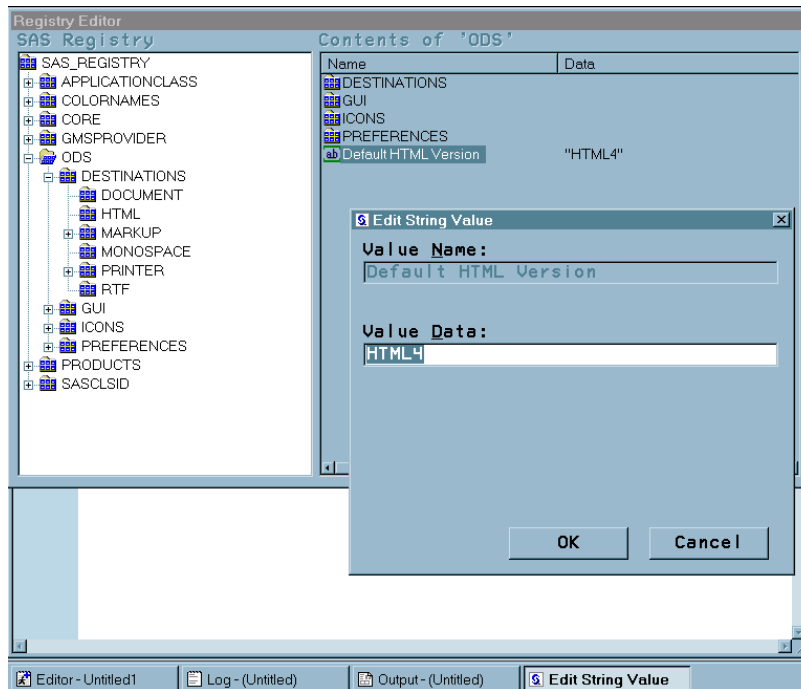 Registry Editor
SAS Registry
SAS_REGISTRY
APPLICATIONCLASS
COLORNAMES
CORE
GMSPROVIDER
ODS
DESTINATIONS
DOCUMENT
HTML
MARKUP
MONOSPACE
PRINTER
RTF
GUI
ICONS
PREFERENCES
PRODUCTS
SASCLSID
Contents of 'ODS'
Name Data
DESTINATIONS
GUI
ICONS
PREFERENCES
ab Default HTML Version "HTML4"
Edit String Value
Value Name:
Default HTML Version
Value Data:
HTML4
OK Cancel
Editor - Untitled1 Log - (Untitled) Output - (Untitled) Edit String Value